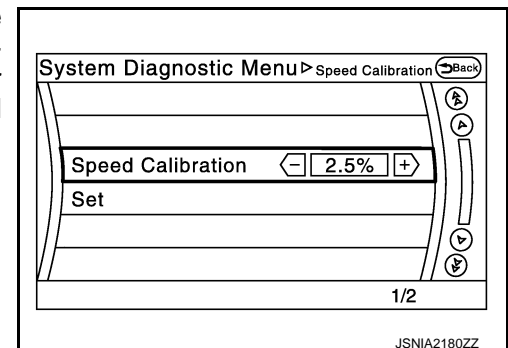 System Diagnostic Menu ▷ Speed Calibration Back
Speed Calibration - 2.5% +
Set
1/2
JSNIA2180ZZ